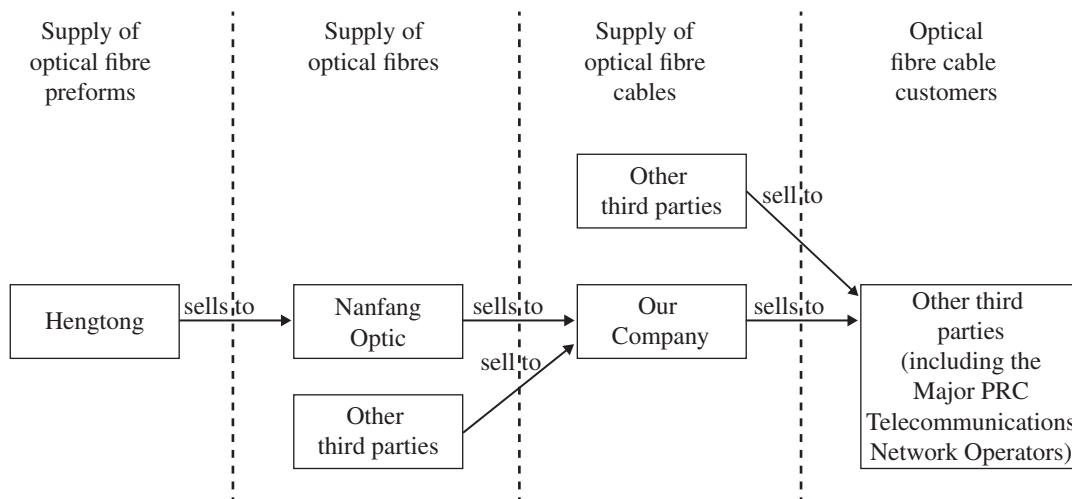 Supply of
optical fibre
preforms
Supply of
optical fibres
Supply of
optical fibre
cables
Optical
fibre cable
customers
Other
third parties
sell to
Hengtong
sells to
Nanfang
Optic
sells to
Our
Company
sells to
Other third
parties
(including the
Major PRC
Telecommunications
Network Operators)
sell to
Other
third parties